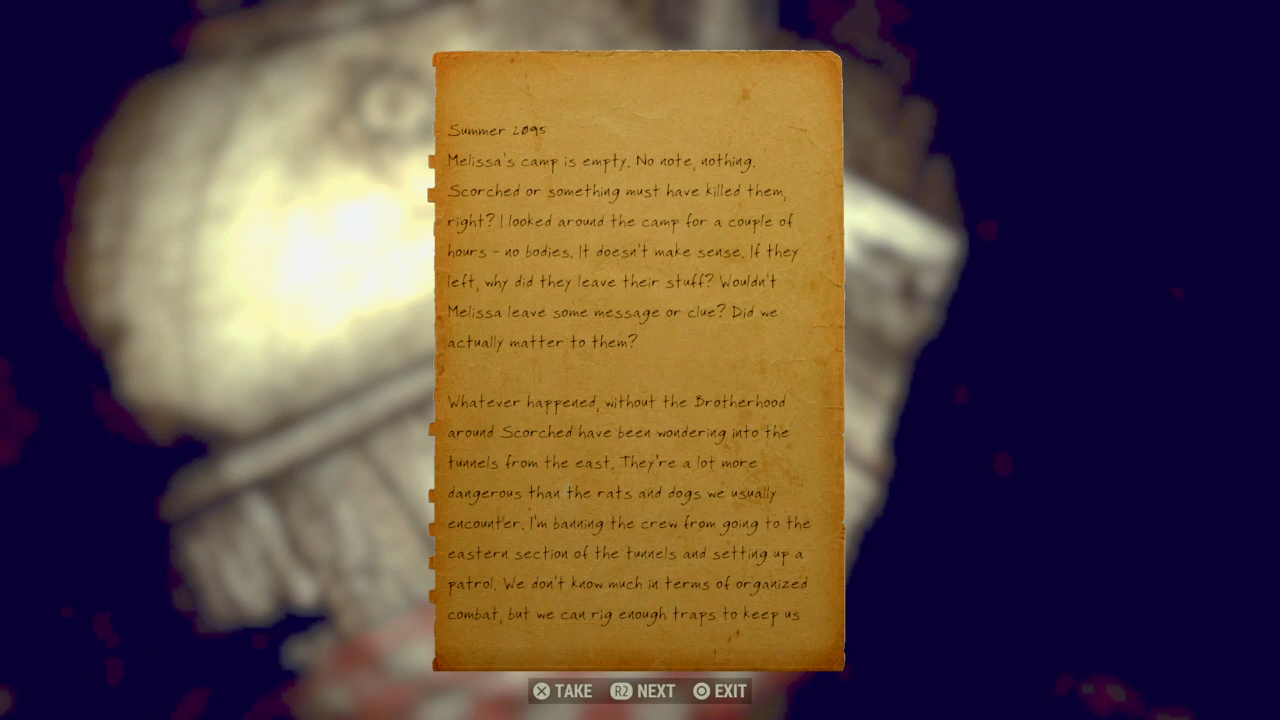 Summer 2095
Melissa's camp is empty. No note, nothing.
Scorched or something must have killed them,
right? I looked around the camp for a couple of
hours - no bodies. It doesn't make sense. If they
left, why did they leave their stuff? Wouldn't
Melissa leave some message or clue? Did we
actually matter to them?
Whatever happened, without the Brotherhood
around Scorched have been wondering into the
tunnels from the east. They're a lot more
dangerous than the rats and dogs we usually
encounter. I'm banning the crew from going to the
eastern section of the tunnels and setting up a
patrol. We don't know much in terms of organized
combat, but we can rig enough traps to keep us
TAKE R2 NEXT EXIT